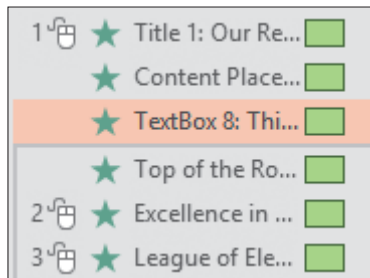 1 Title 1: Our Re...
Content Place...
TextBox 8: Thi...
Top of the Ro...
2 Excellence in ...
3 League of Ele...